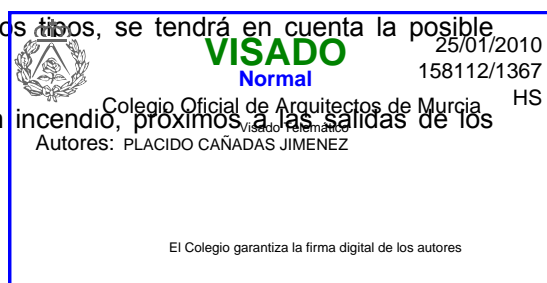 os tipos, se tendrá en cuenta la posible
VISADO
25/01/2010
Normal
158112/1367
HS
Colegio Oficial de Arquitectos de Murcia
n incendio, próximos a las salidas de los
Visado Telemático
Autores: PLACIDO CAÑADAS JIMENEZ
El Colegio garantiza la firma digital de los autores